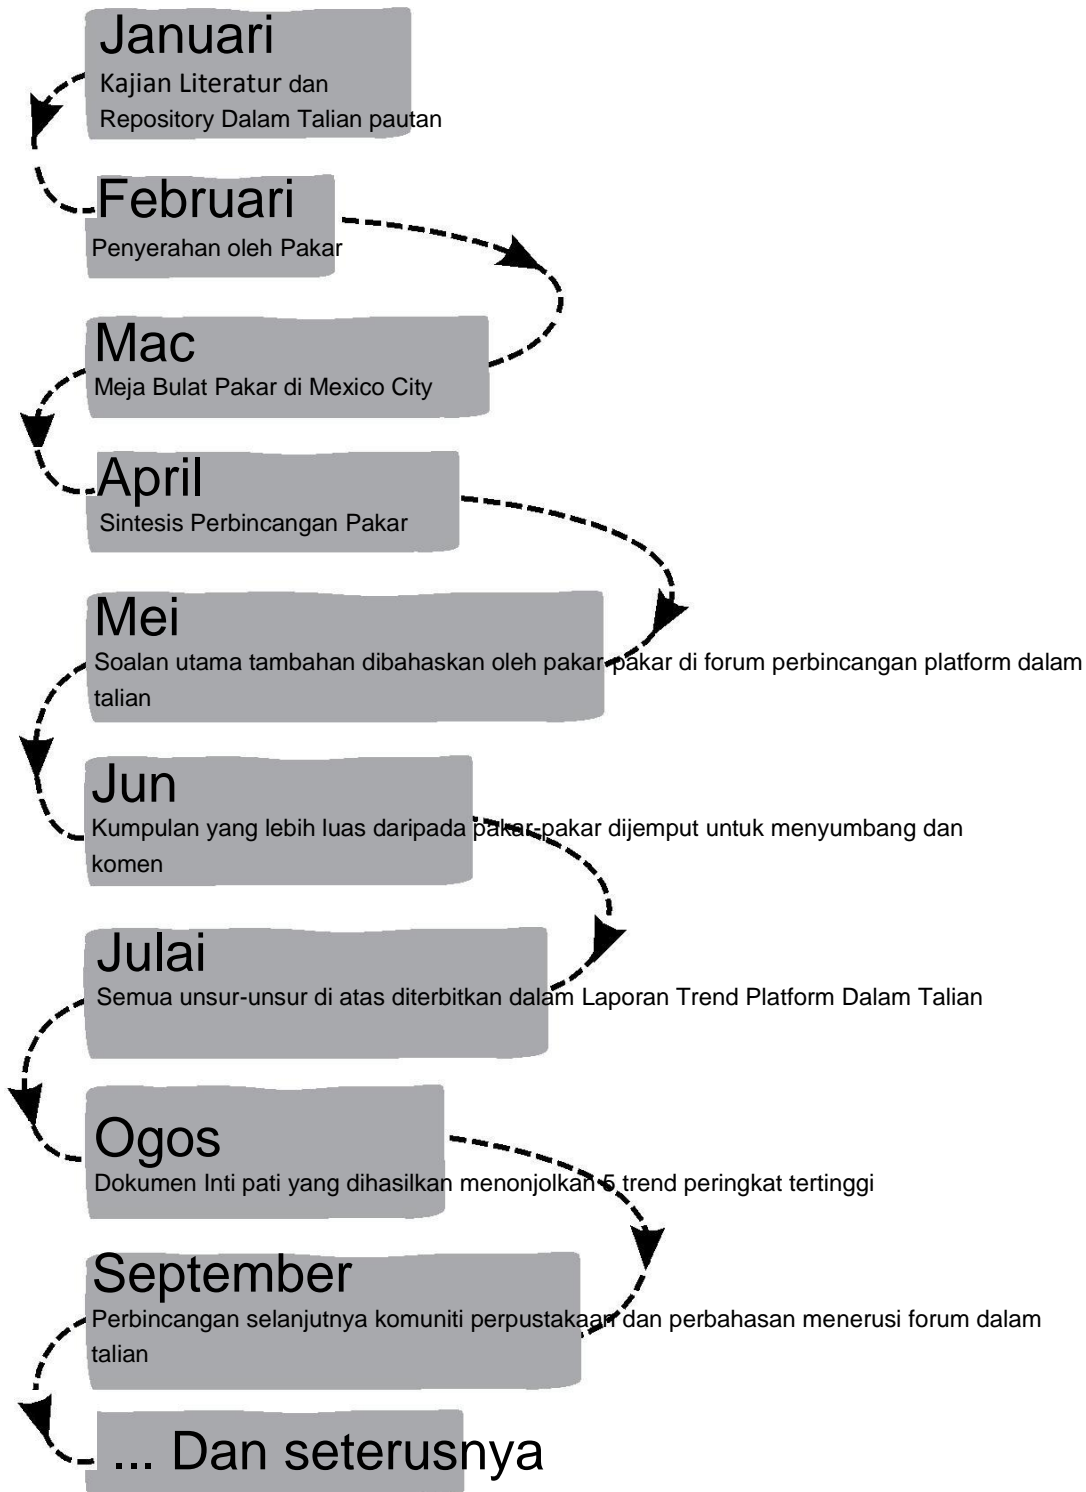 Januari
Kajian Literatur dan
Repository Dalam Talian pautan
Februari
Penyerahan oleh Pakar
Mac
Meja Bulat Pakar di Mexico City
April
Sintesis Perbincangan Pakar
Mei
Soalan utama tambahan dibahaskan oleh pakar-pakar di forum perbincangan platform dalam
talian
Jun
Kumpulan yang lebih luas daripada pakar-pakar dijemput untuk menyumbang dan
komen
Julai
Semua unsur-unsur di atas diterbitkan dalam Laporan Trend Platform Dalam Talian
Ogos
Dokumen Inti pati yang dihasilkan menonjolkan 5 trend peringkat tertinggi
September
Perbincangan selanjutnya komuniti perpustakaan dan perbahasan menerusi forum dalam
talian
... Dan seterusnya